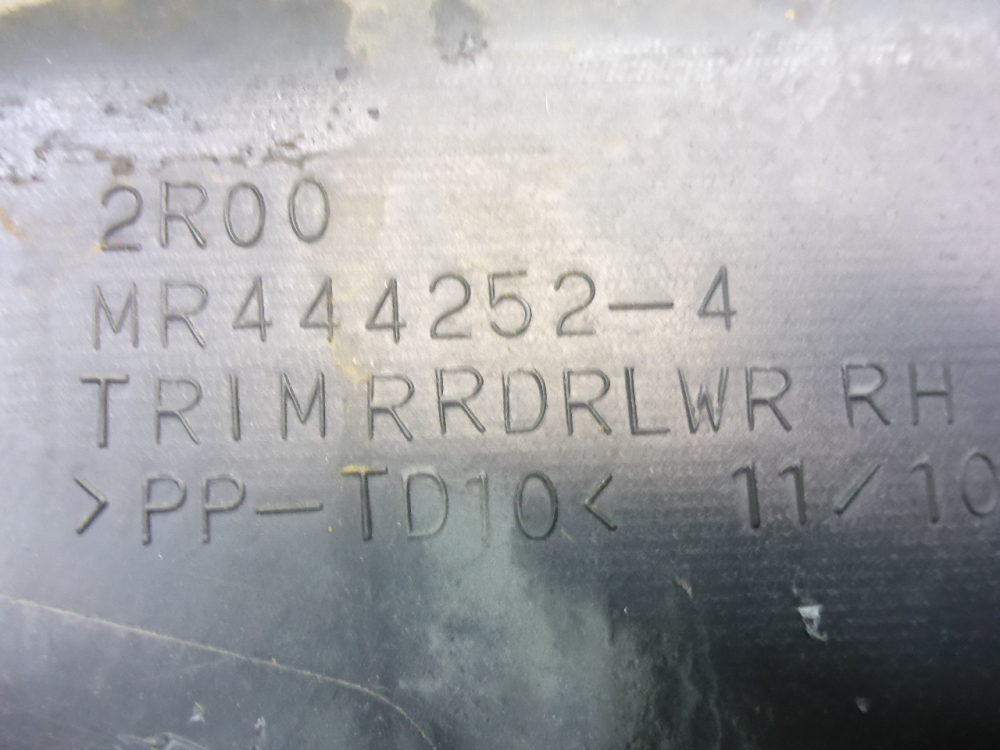 2R00
MR444252-4
TRIM RRDRLWR RH
>PP-TD10< 11/10